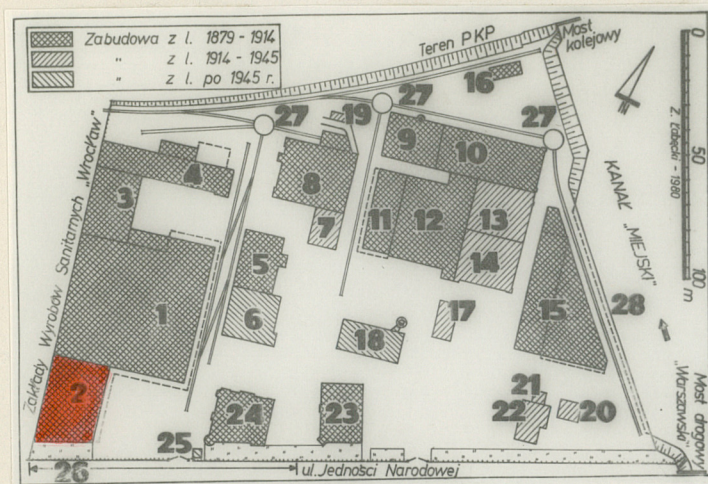 Zabudowa z l. 1879 - 1914
" z l. 1914 - 1945
" z l. po 1945 r.
Teren PKP
Most
kolejowy
0
50
100
m
Z. Łabęcki - 1980
KANAŁ „MIEJSKI"
Most drogowy
„Warszawski"
Zakłady Wyrobów Sanitarnych „Wrocław"
ul. Jedności Narodowej
16
27
19
27
27
9
10
4
8
3
11
12
13
7
14
5
1
15
28
6
17
18
2
21
20
22
24
23
25
26